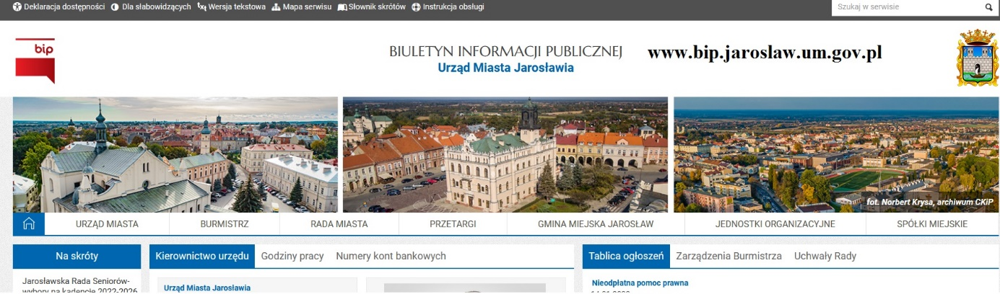 Deklaracja dostępności Dla słabowidzących Wersja tekstowa Mapa serwisu Słownik skrótów Instrukcja obsługi Szukaj w serwisie
bip
BIULETYN INFORMACJI PUBLICZNEJ
Urząd Miasta Jarosławia
www.bip.jaroslaw.um.gov.pl
fot. Norbert Krysa, archiwum CKiP
URZĄD MIASTA BURMISTRZ RADA MIASTA PRZETARGI GMINA MIEJSKA JAROSŁAW JEDNOSTKI ORGANIZACYJNE SPÓŁKI MIEJSKIE
Na skróty
Kierownictwo urzędu Godziny pracy Numery kont bankowych
Tablica ogłoszeń Zarządzenia Burmistrza Uchwały Rady
Jarosławska Rada Seniorów-
wybory na kadencję 2022-2026
Urząd Miasta Jarosławia
Nieodpłatna pomoc prawna